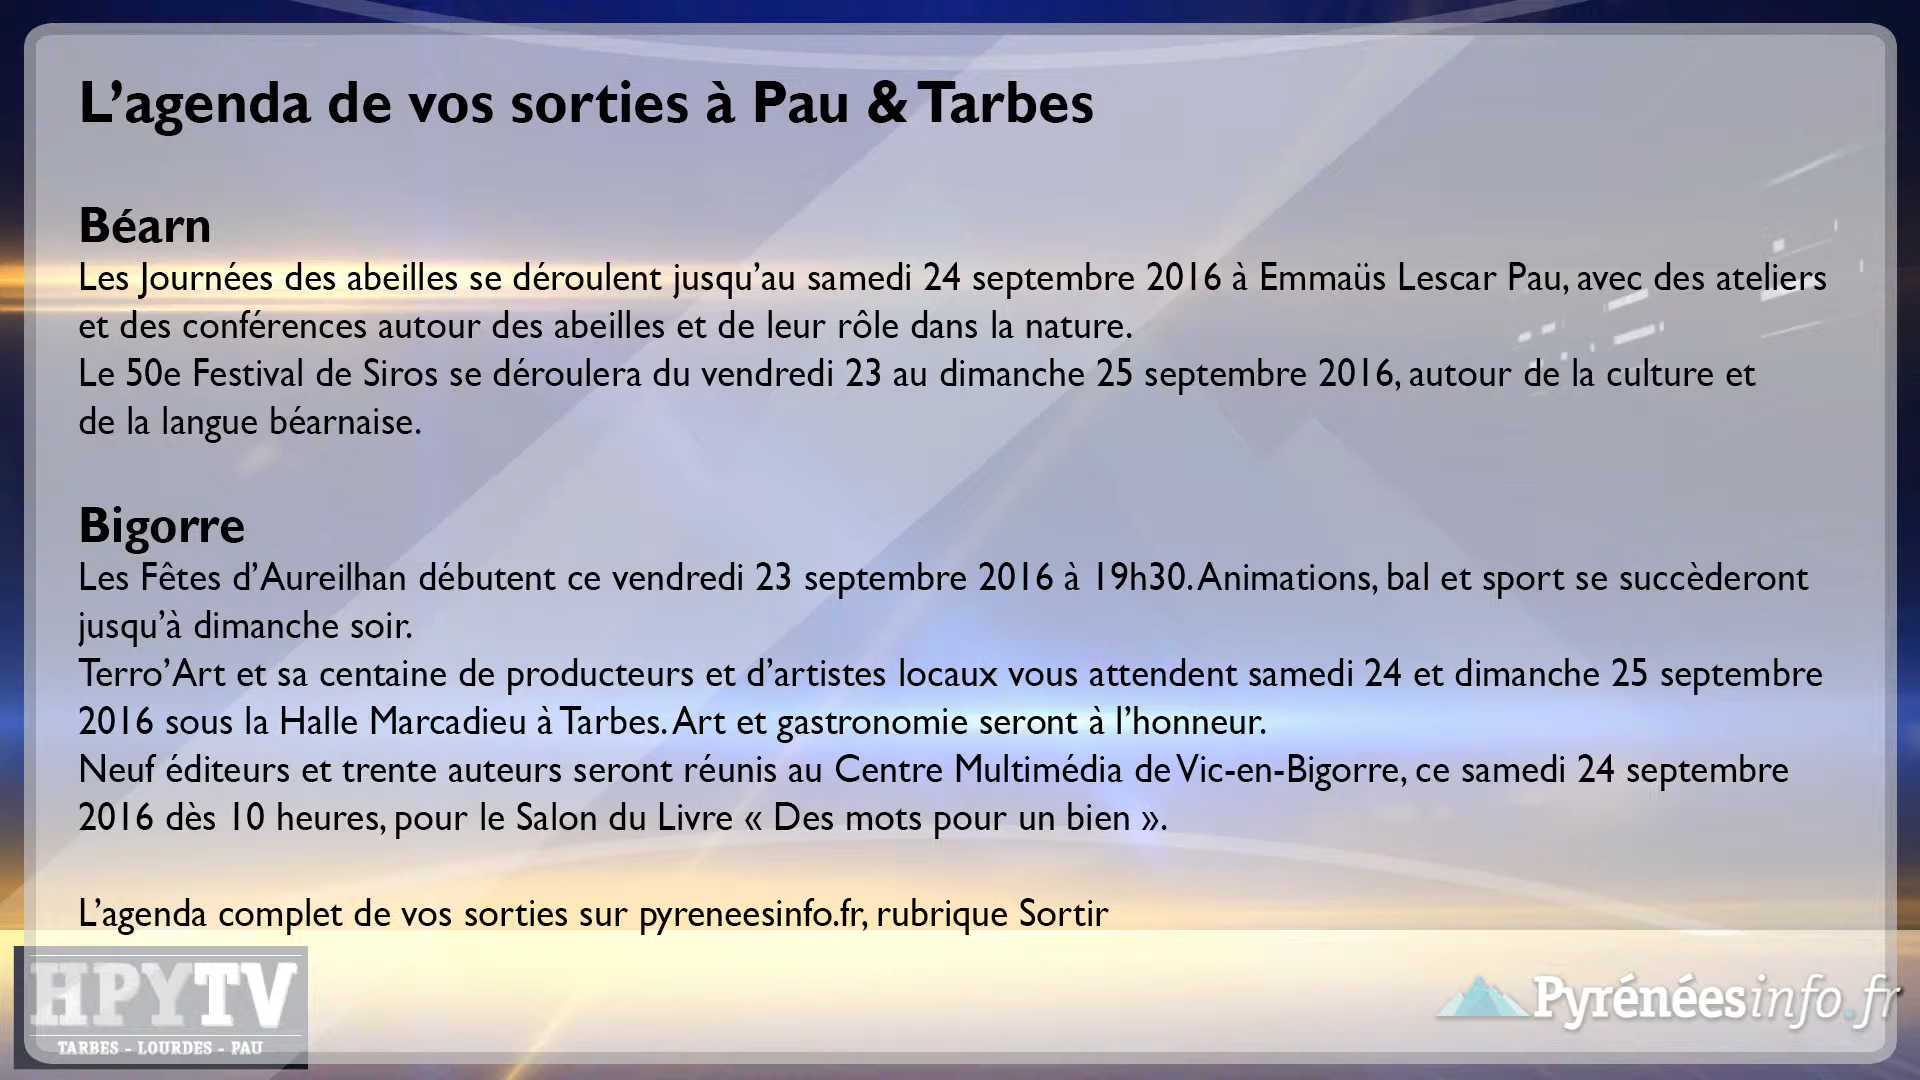 L’agenda de vos sorties à Pau & Tarbes
Béarn
Les Journées des abeilles se déroulent jusqu’au samedi 24 septembre 2016 à Emmaüs Lescar Pau, avec des ateliers
et des conférences autour des abeilles et de leur rôle dans la nature.
Le 50e Festival de Siros se déroulera du vendredi 23 au dimanche 25 septembre 2016, autour de la culture et
de la langue béarnaise.
Bigorre
Les Fêtes d’Aureilhan débutent ce vendredi 23 septembre 2016 à 19h30. Animations, bal et sport se succèderont
jusqu’à dimanche soir.
Terro’Art et sa centaine de producteurs et d’artistes locaux vous attendent samedi 24 et dimanche 25 septembre
2016 sous la Halle Marcadieu à Tarbes. Art et gastronomie seront à l’honneur.
Neuf éditeurs et trente auteurs seront réunis au Centre Multimédia de Vic-en-Bigorre, ce samedi 24 septembre
2016 dès 10 heures, pour le Salon du Livre « Des mots pour un bien ».
L’agenda complet de vos sorties sur pyreneesinfo.fr, rubrique Sortir
HPYTV
TARBES - LOURDES - PAU
Pyrénéesinfo.fr